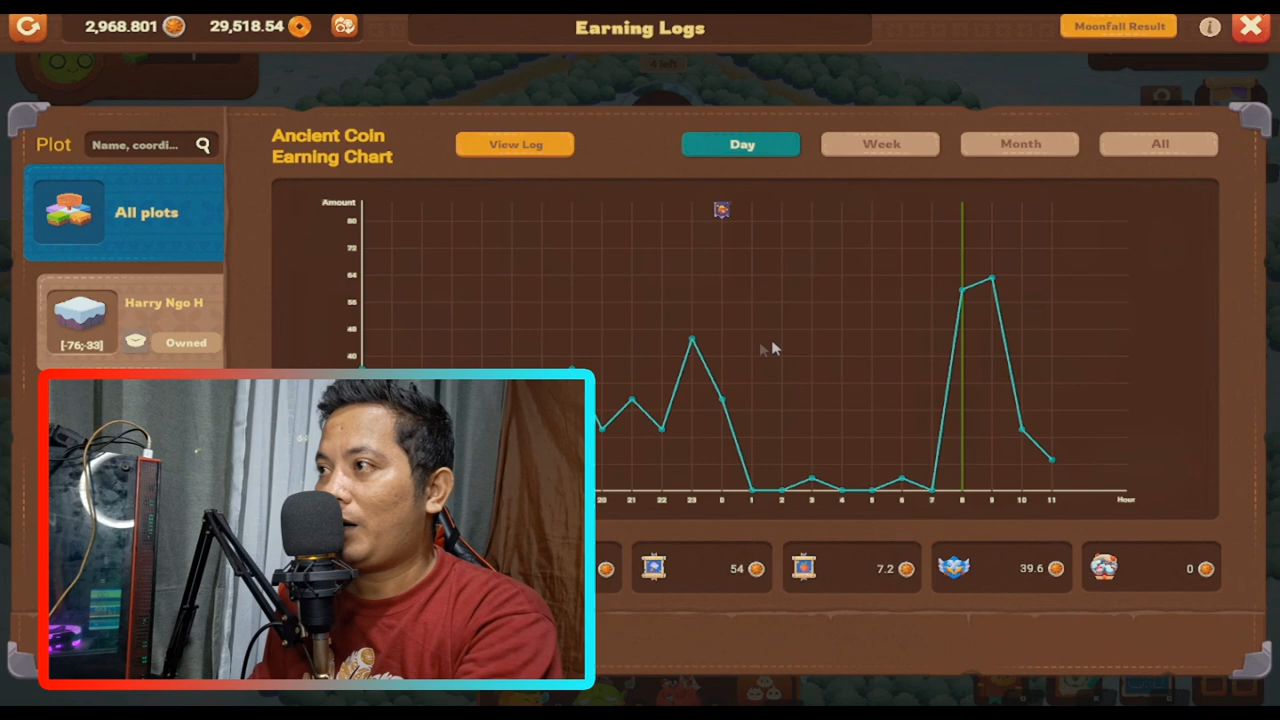 2,968.801
29,518.54
Earning Logs
Moonfall Result
4 left
Plot
Name, coordi...
Ancient Coin
Earning Chart
View Log
Day
Week
Month
All
All plots
Harry Ngo H
[-76;-33]
Owned
Amount
80
72
64
56
48
40
20 21 22 23 0 1 2 3 4 5 6 7 8 9 10 11 Hour
54
7.2
39.6
0